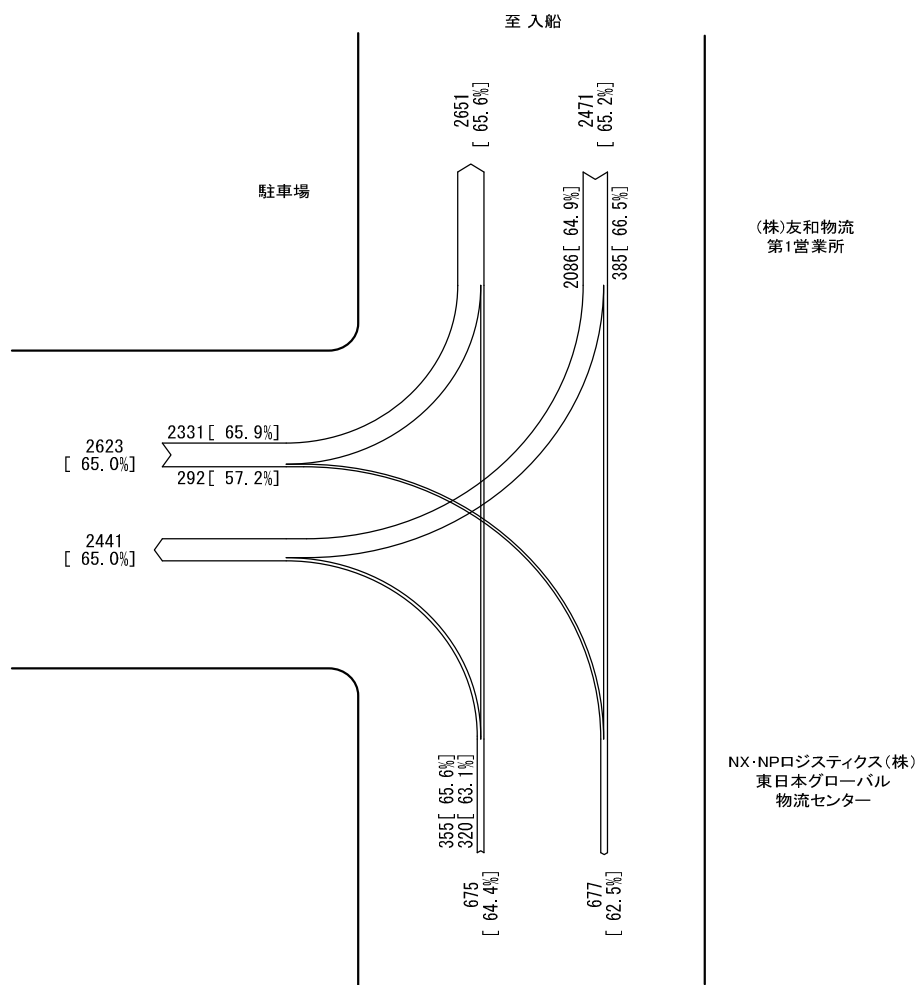 至 入船
2651
[ 65.6%]
2471
[ 65.2%]
駐車場
2086[ 64.9%]
385[ 66.5%]
(株)友和物流
第1営業所
2331[ 65.9%]
2623
[ 65.0%]
292[ 57.2%]
2441
[ 65.0%]
355[ 65.6%]
320[ 63.1%]
NX・NPロジスティクス(株)
東日本グローバル
物流センター
675
[ 64.4%]
677
[ 62.5%]